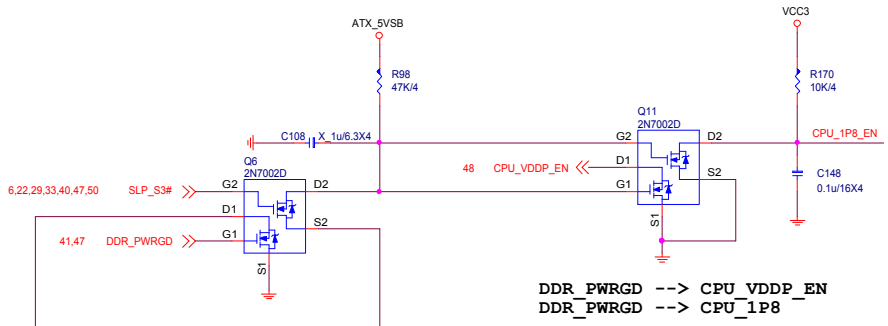 ATX_5VSB
VCC3
R98
47K/4
R170
10K/4
C108 X_1u/6.3X4
Q11
2N7002D
G2 D2
CPU_1P8_EN
Q6
2N7002D
48 CPU_VDDP_EN
D1
S2
C148
0.1u/16X4
6,22,29,33,40,47,50 SLP_S3#
G2 D2
G1
D1
S2
S1
41,47 DDR_PWRGD
G1
S1
DDR_PWRGD --> CPU_VDDP_EN
DDR_PWRGD --> CPU_1P8